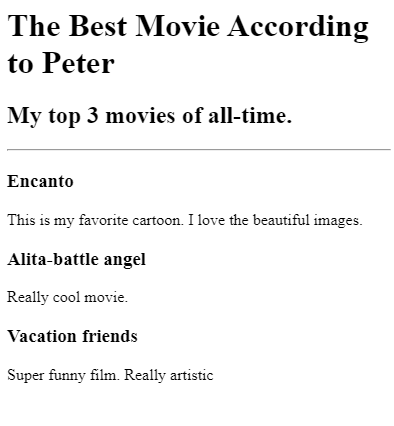 The Best Movie According
to Peter
My top 3 movies of all-time.
Encanto
This is my favorite cartoon. I love the beautiful images.
Alita-battle angel
Really cool movie.
Vacation friends
Super funny film. Really artistic